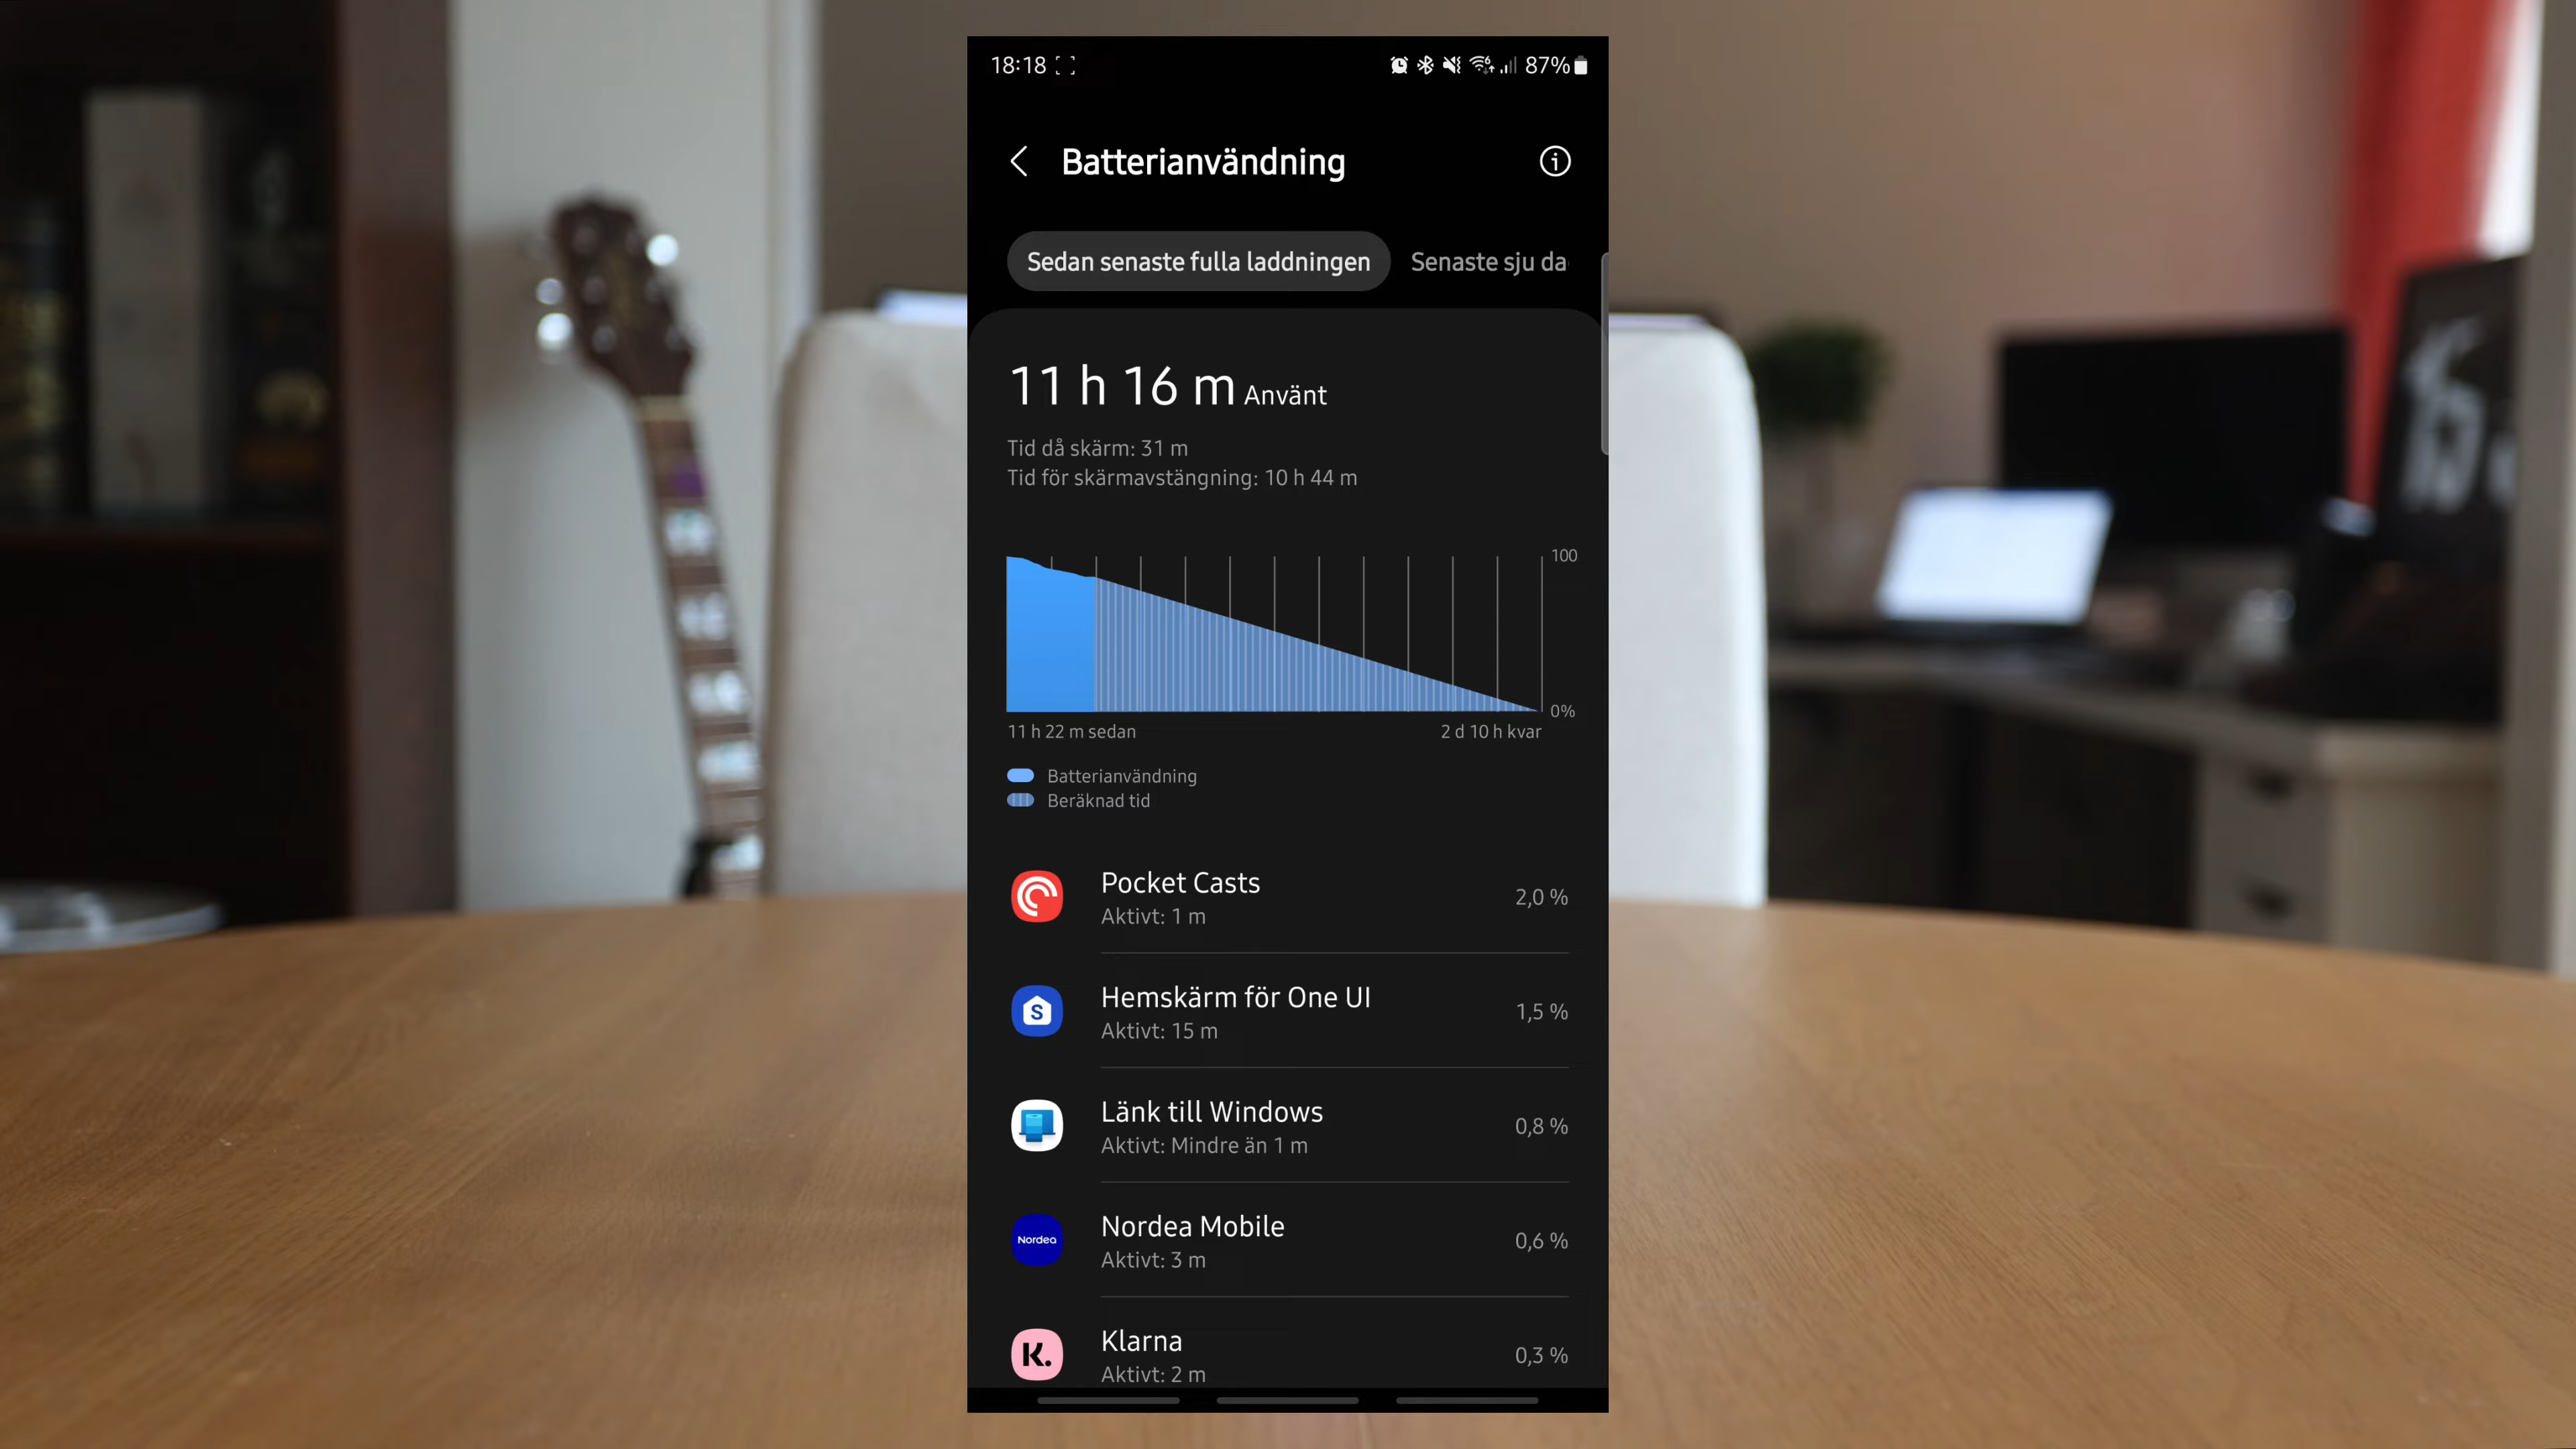 18:18 87%
Batterianvändning
Sedan senaste fulla laddningen Senaste sju da
11 h 16 m Använt
Tid då skärm: 31 m
Tid för skärmavstängning: 10 h 44 m
100
0%
11 h 22 m sedan 2 d 10 h kvar
Batterianvändning
Beräknad tid
Pocket Casts
Aktivt: 1 m
2,0 %
Hemskärm för One UI
Aktivt: 15 m
1,5 %
S
Länk till Windows
Aktivt: Mindre än 1 m
0,8 %
Nordea
Nordea Mobile
Aktivt: 3 m
0,6 %
K.
Klarna
Aktivt: 2 m
0,3 %